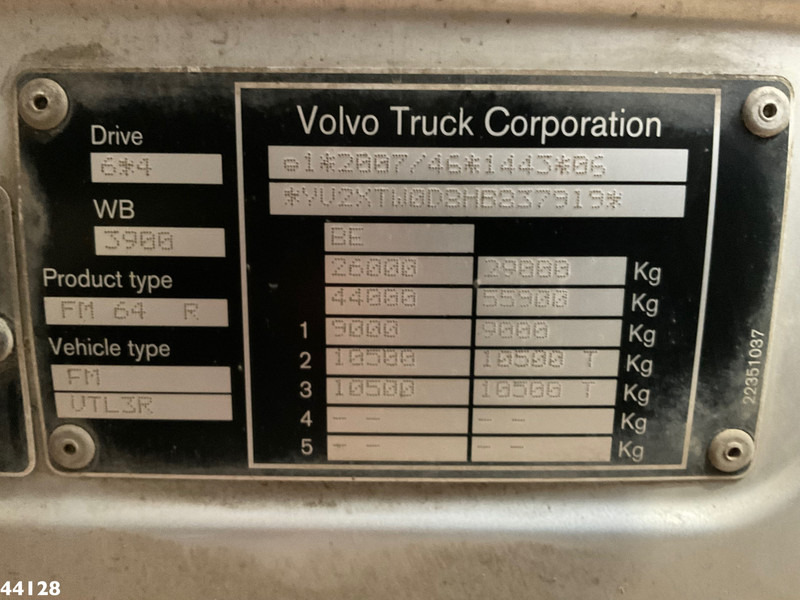 Volvo Truck Corporation
e1*2007/46*1443*06
*YV2XTW0D8HB837919*
Drive
6*4
WB
3900
Product type
FM 64 R
Vehicle type
FM
VTL3R
BE
26000 29000 Kg
44000 55900 Kg
1 9000 9000 Kg
2 10500 10500 T Kg
3 10500 10500 T Kg
4 -- -- Kg
5 -- -- Kg
22351037
44128